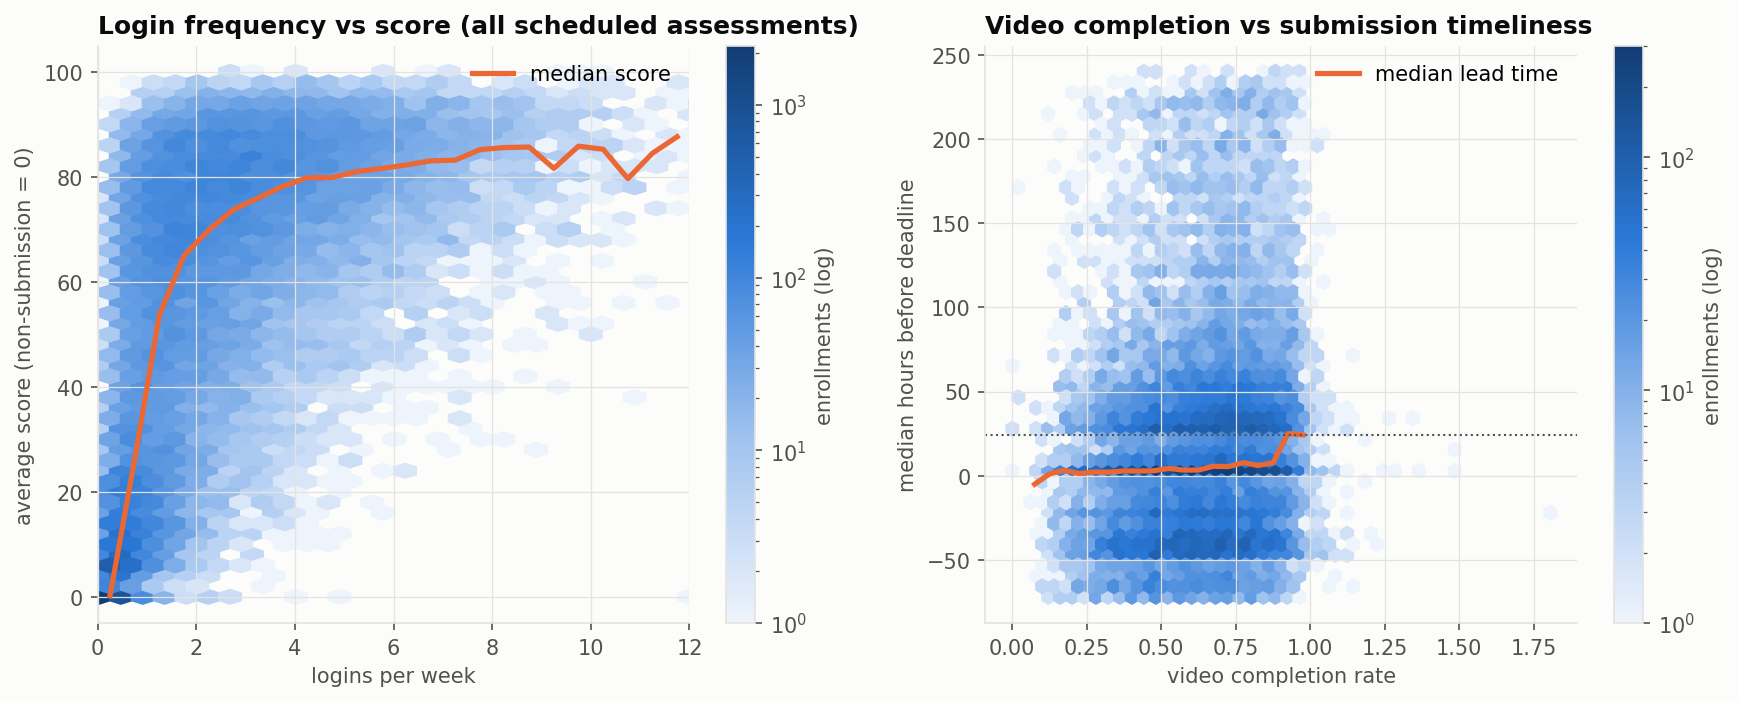 Login frequency vs score (all scheduled assessments)
median score
average score (non-submission = 0)
100
80
60
40
20
0
0 2 4 6 8 10 12
logins per week
10³
10²
10¹
10⁰
enrollments (log)
Video completion vs submission timeliness
median lead time
median hours before deadline
250
200
150
100
50
0
−50
0.00 0.25 0.50 0.75 1.00 1.25 1.50 1.75
video completion rate
10²
10¹
10⁰
enrollments (log)